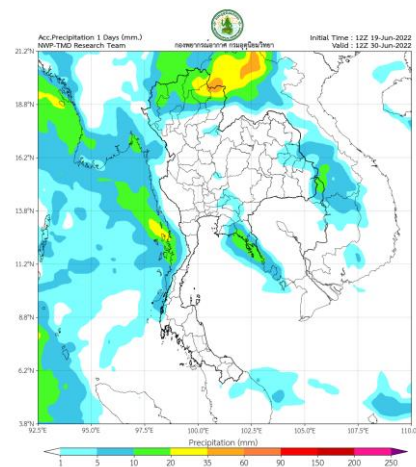 Acc.Precipitation 1 Days (mm.)
NWP-TMD Research Team
กองพยากรณ์อากาศ กรมอุตุนิยมวิทยา
Initial Time : 12Z 19-Jun-2022
Valid : 12Z 30-Jun-2022
21.2°N
18.8°N
16.2°N
13.8°N
11.2°N
8.8°N
6.2°N
3.8°N
92.5°E 95.0°E 97.5°E 100.0°E 102.5°E 105.0°E 107.5°E 110.0°E
Precipitation (mm)
1 5 10 20 35 60 90 150 200 250